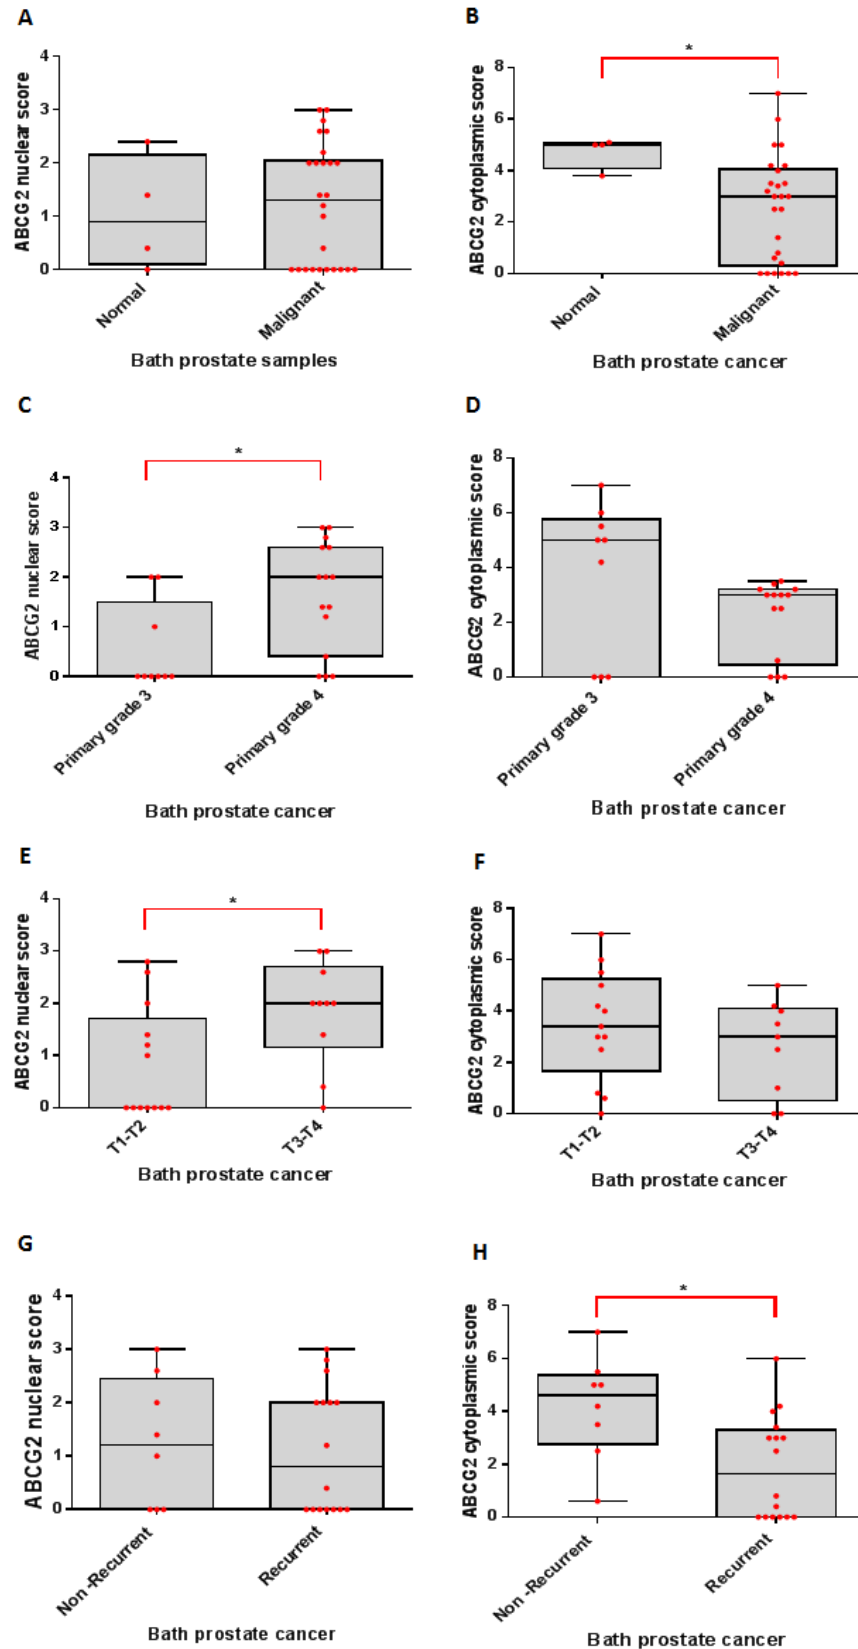 A
ABCG2 nuclear score
4
3
2
1
0
Normal
Malignant
Bath prostate samples
B
ABCG2 cytoplasmic score
8
6
4
2
0
*
Normal
Malignant
Bath prostate cancer
C
ABCG2 nuclear score
4
3
2
1
0
*
Primary grade 3
Primary grade 4
Bath prostate cancer
D
ABCG2 cytoplasmic score
8
6
4
2
0
Primary grade 3
Primary grade 4
Bath prostate cancer
E
ABCG2 nuclear score
4
3
2
1
0
*
T1-T2
T3-T4
Bath prostate cancer
F
ABCG2 cytoplasmic score
8
6
4
2
0
T1-T2
T3-T4
Bath prostate cancer
G
ABCG2 nuclear score
4
3
2
1
0
Non -Recurrent
Recurrent
Bath prostate cancer
H
ABCG2 cytoplasmic score
8
6
4
2
0
*
Non -Recurrent
Recurrent
Bath prostate cancer